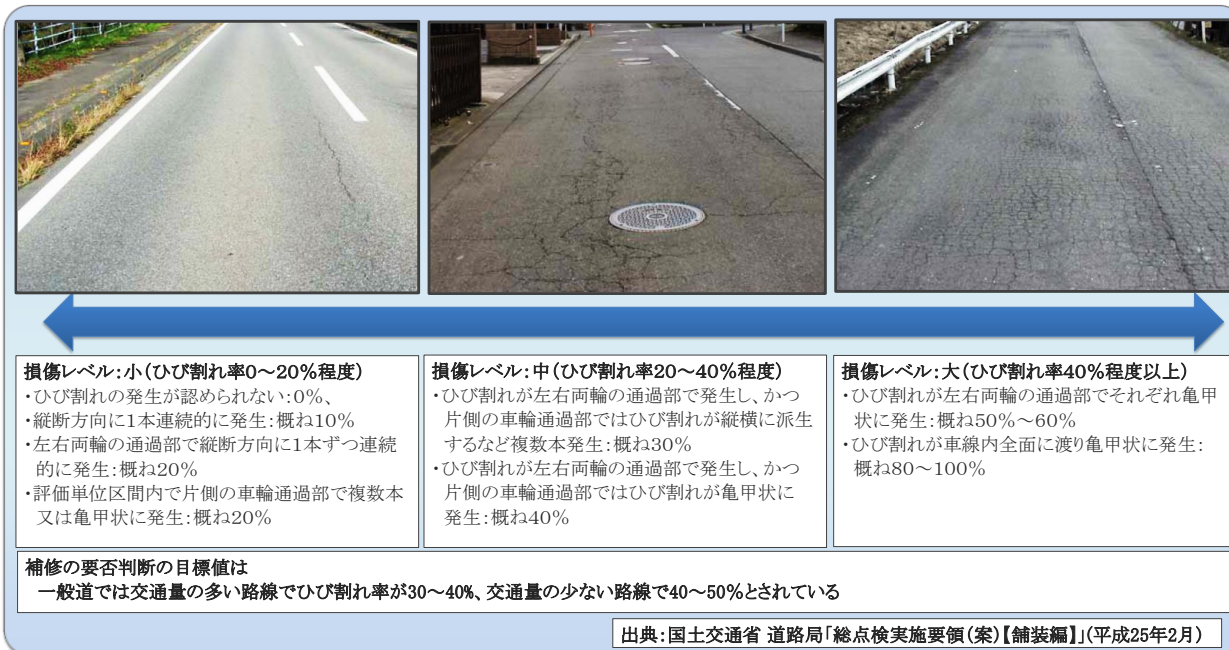 損傷レベル:小(ひび割れ率0~20%程度)
・ひび割れの発生が認められない:0%、
・縦断方向に1本連続的に発生:概ね10%
・左右両輪の通過部で縦断方向に1本ずつ連続
的に発生:概ね20%
・評価単位区間内で片側の車輪通過部で複数本
又は亀甲状に発生:概ね20%
損傷レベル:中(ひび割れ率20~40%程度)
・ひび割れが左右両輪の通過部で発生し、かつ
片側の車輪通過部ではひび割れが縦横に派生
するなど複数本発生:概ね30%
・ひび割れが左右両輪の通過部で発生し、かつ
片側の車輪通過部ではひび割れが亀甲状に
発生:概ね40%
損傷レベル:大(ひび割れ率40%程度以上)
・ひび割れが左右両輪の通過部でそれぞれ亀甲
状に発生:概ね50%~60%
・ひび割れが車線内全面に渡り亀甲状に発生:
概ね80~100%
補修の要否判断の目標値は
一般道では交通量の多い路線でひび割れ率が30~40%、交通量の少ない路線で40~50%とされている
出典:国土交通省 道路局「総点検実施要領(案)【舗装編】」(平成25年2月)